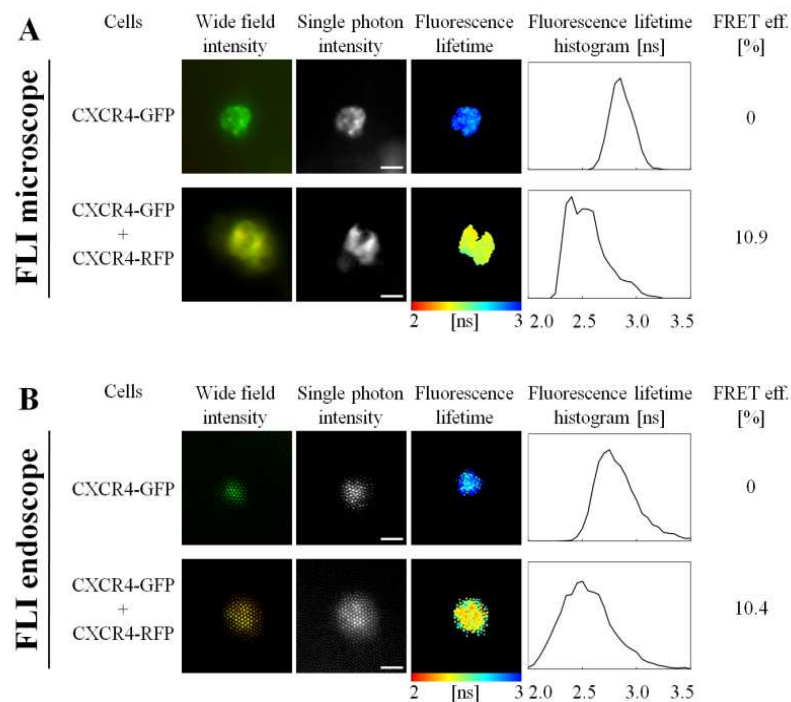 A
Cells
Wide field intensity
Single photon intensity
Fluorescence lifetime
Fluorescence lifetime histogram [ns]
FRET eff. [%]
FLI microscope
CXCR4-GFP
0
CXCR4-GFP
+
CXCR4-RFP
10.9
2 [ns] 3
2.0 2.5 3.0 3.5
B
Cells
Wide field intensity
Single photon intensity
Fluorescence lifetime
Fluorescence lifetime histogram [ns]
FRET eff. [%]
FLI endoscope
CXCR4-GFP
0
CXCR4-GFP
+
CXCR4-RFP
10.4
2 [ns] 3
2.0 2.5 3.0 3.5